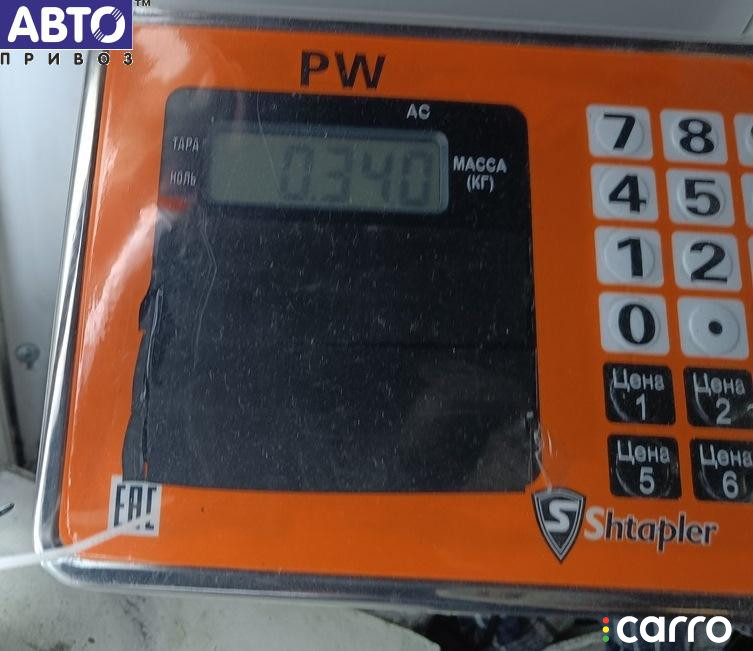 АВТО™
ПРИВОЗ
PW
AC
ТАРА
НОЛЬ
0.340
МАССА
(КГ)
7 8
4 5
1 2
0 •
Цена 1
Цена 2
Цена 5
Цена 6
EAC
S Shtapler
carro